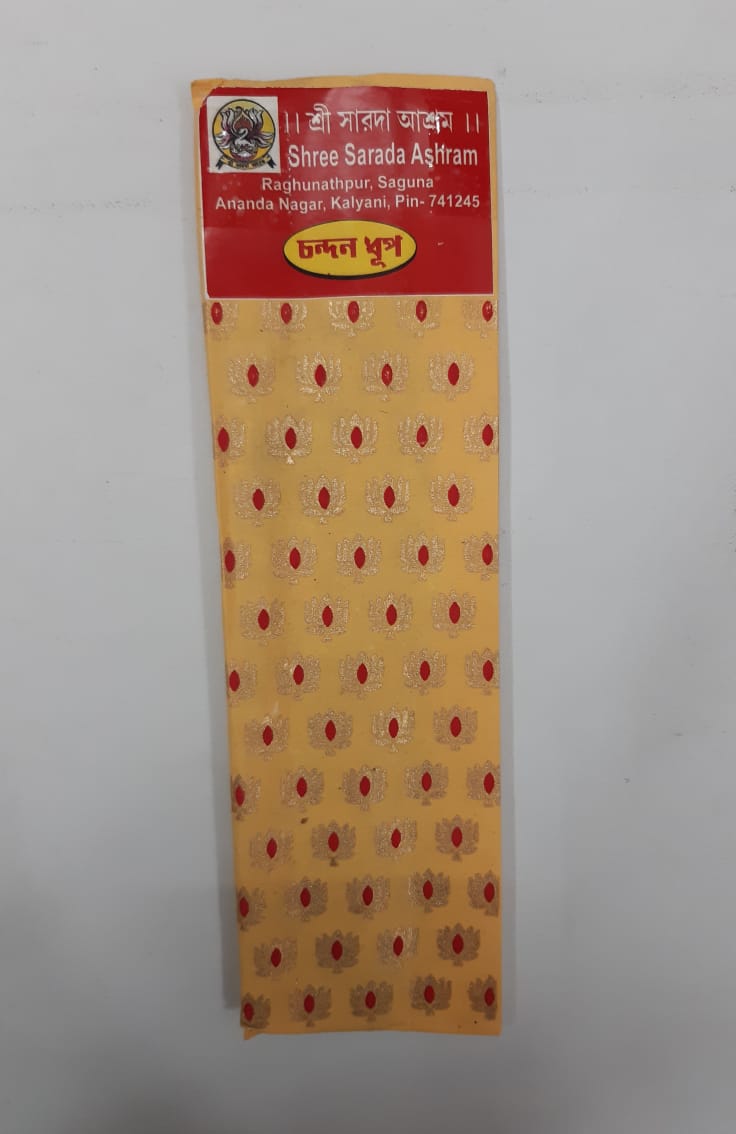 ।। শ্রী সারদা আশ্রম ।।
Shree Sarada Ashram
Raghunathpur, Saguna
Ananda Nagar, Kalyani, Pin- 741245
চন্দন ধূপ